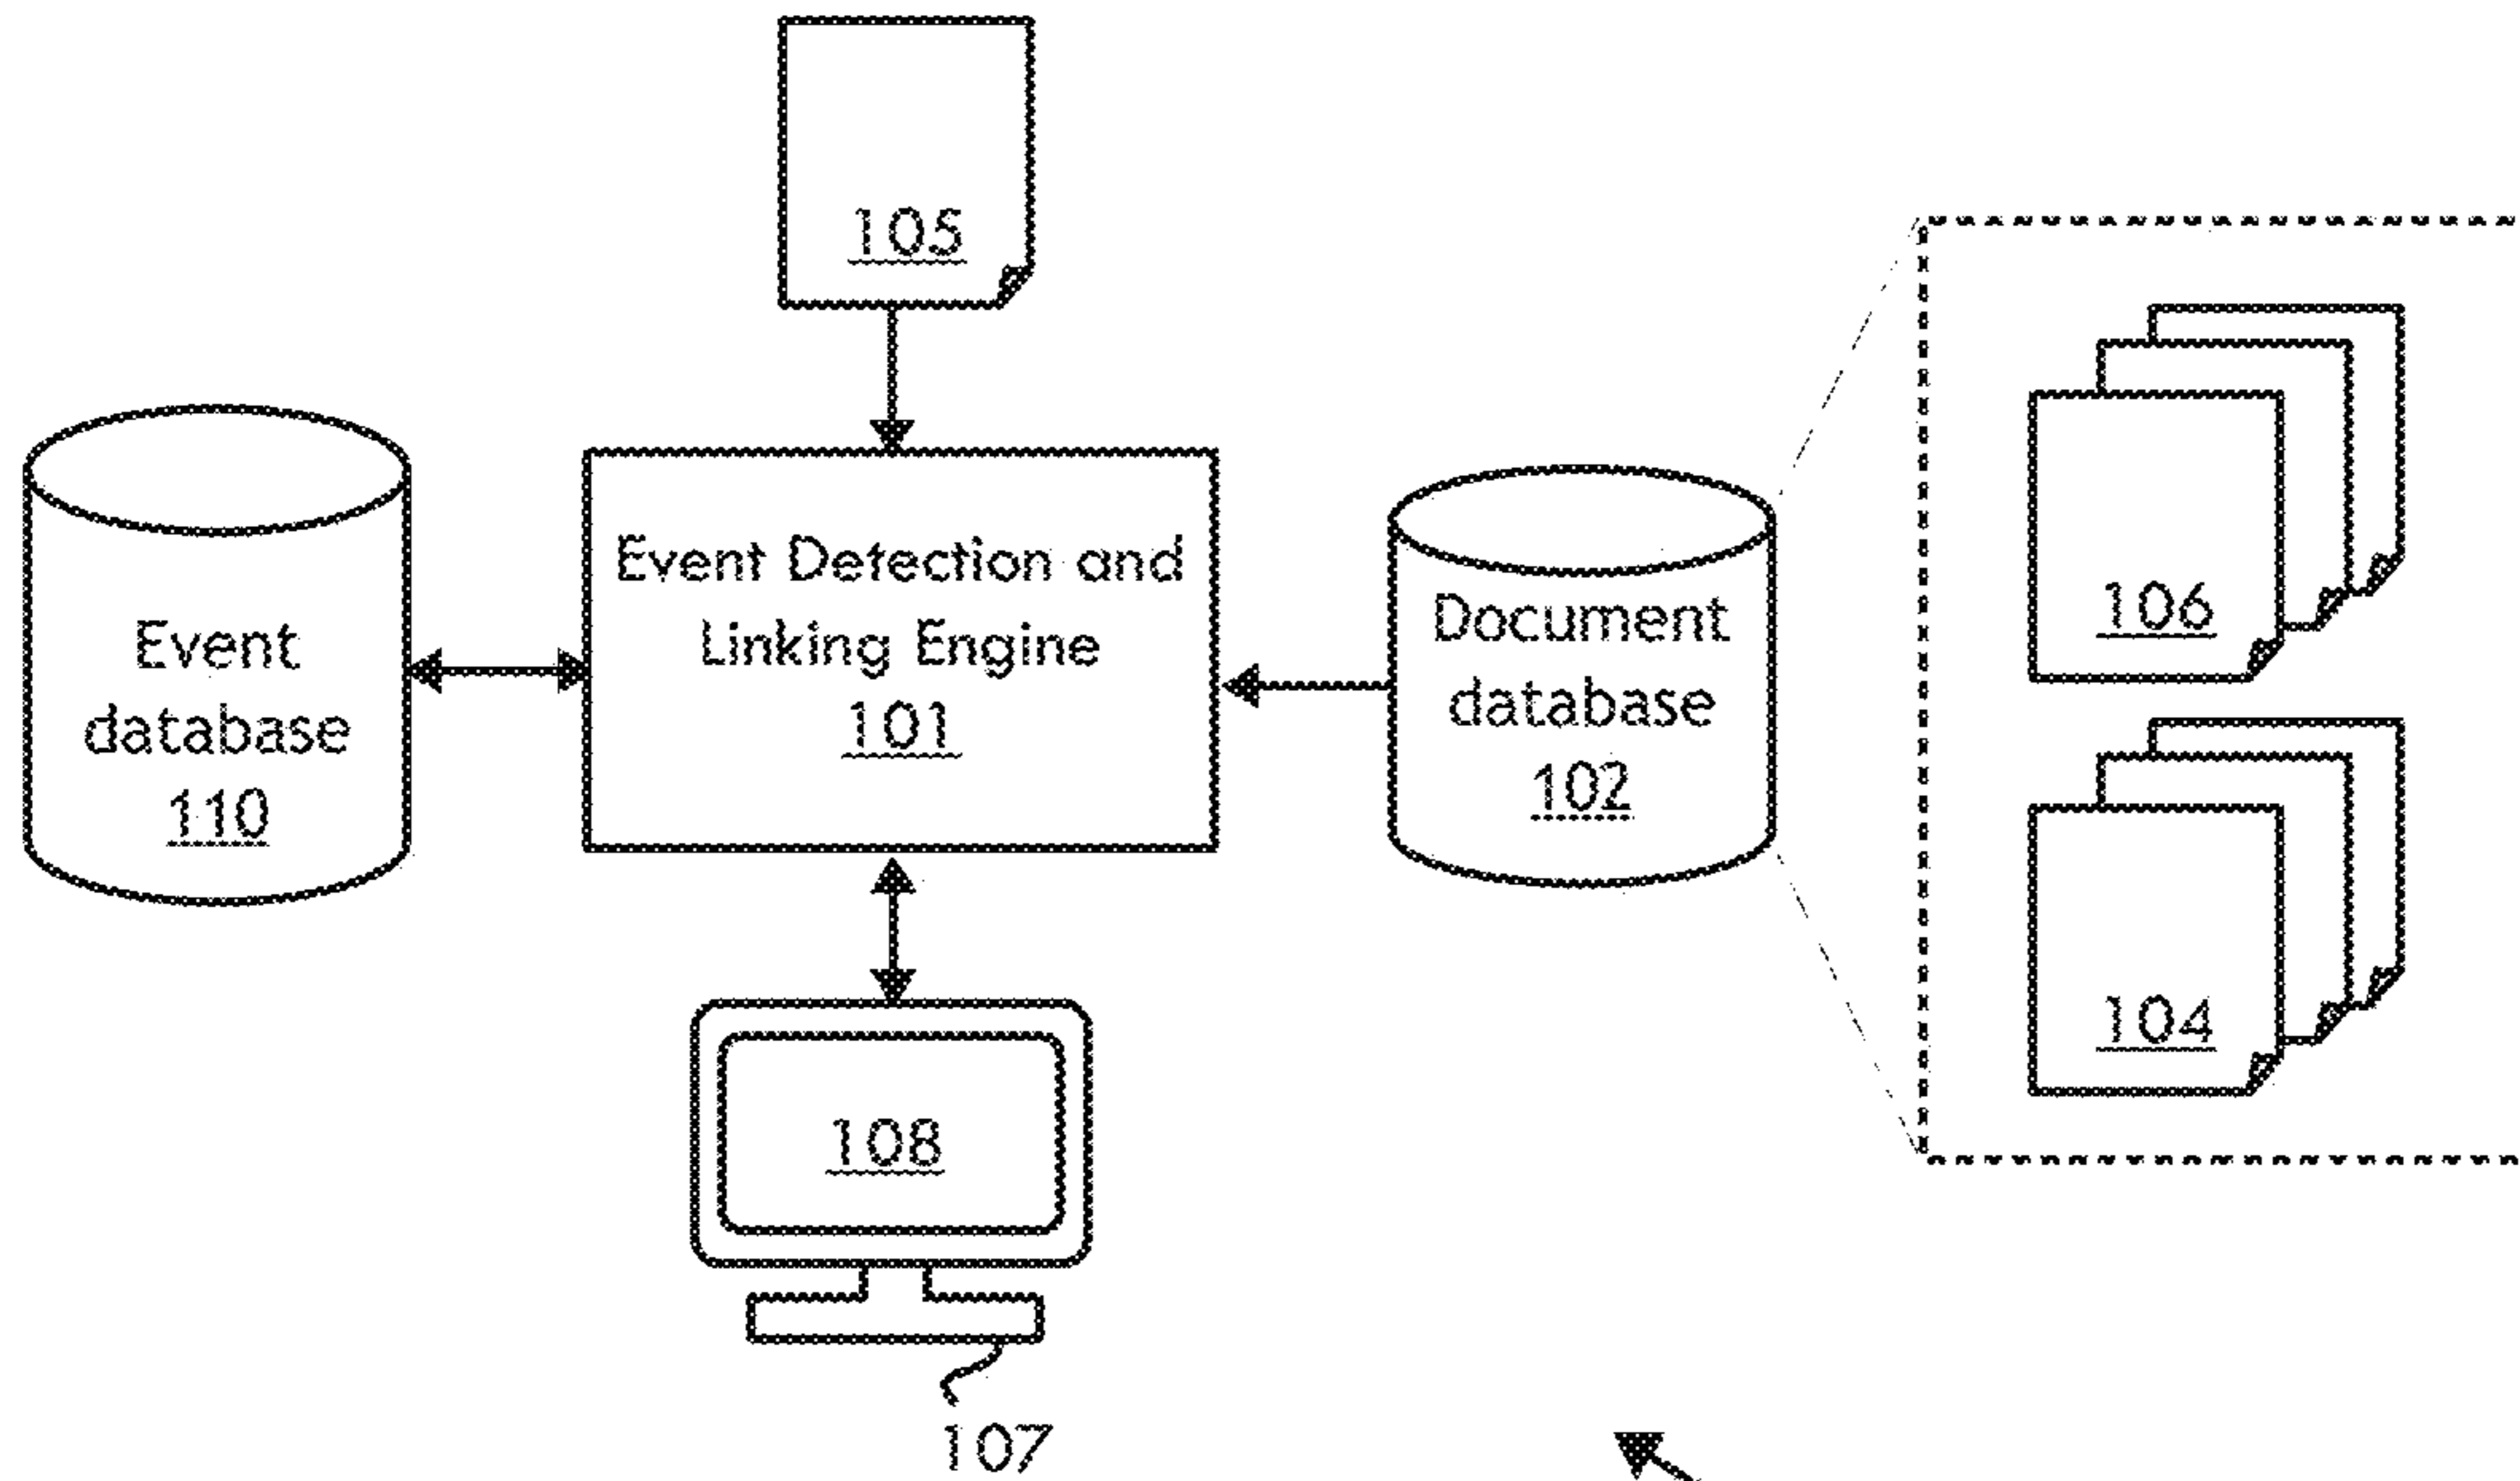 105
Event Detection and
Linking Engine
101
Event
database
110
Document
database
102
106
104
108
107